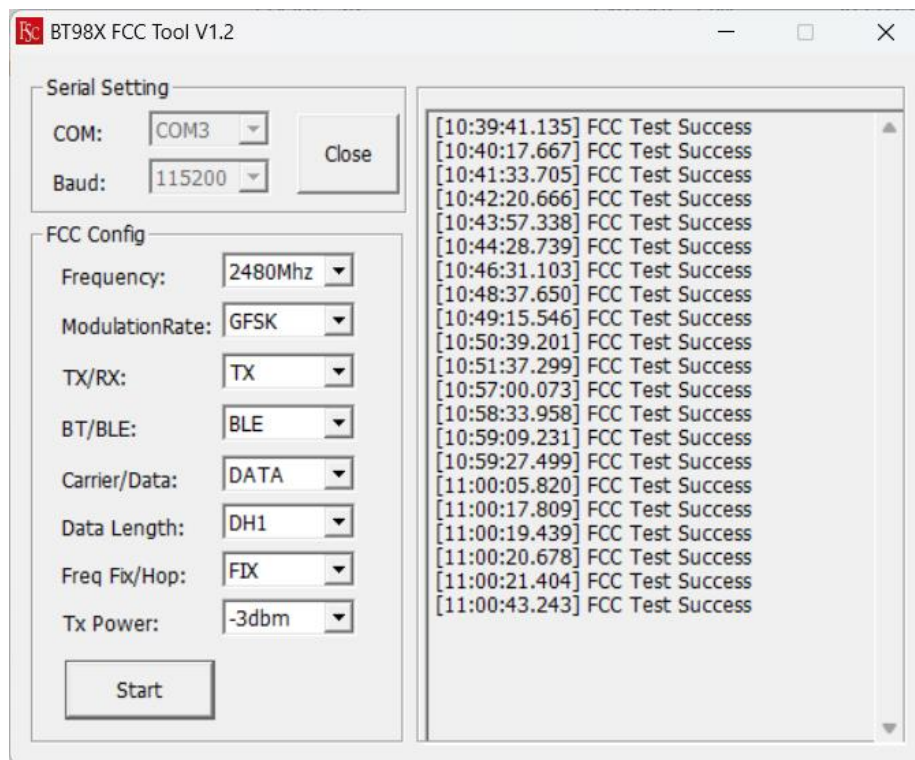 FSC BT98X FCC Tool V1.2
Serial Setting
COM: COM3
Baud: 115200
Close
FCC Config
Frequency: 2480Mhz
ModulationRate: GFSK
TX/RX: TX
BT/BLE: BLE
Carrier/Data: DATA
Data Length: DH1
Freq Fix/Hop: FIX
Tx Power: -3dbm
Start
[10:39:41.135] FCC Test Success
[10:40:17.667] FCC Test Success
[10:41:33.705] FCC Test Success
[10:42:20.666] FCC Test Success
[10:43:57.338] FCC Test Success
[10:44:28.739] FCC Test Success
[10:46:31.103] FCC Test Success
[10:48:37.650] FCC Test Success
[10:49:15.546] FCC Test Success
[10:50:39.201] FCC Test Success
[10:51:37.299] FCC Test Success
[10:57:00.073] FCC Test Success
[10:58:33.958] FCC Test Success
[10:59:09.231] FCC Test Success
[10:59:27.499] FCC Test Success
[11:00:05.820] FCC Test Success
[11:00:17.809] FCC Test Success
[11:00:19.439] FCC Test Success
[11:00:20.678] FCC Test Success
[11:00:21.404] FCC Test Success
[11:00:43.243] FCC Test Success